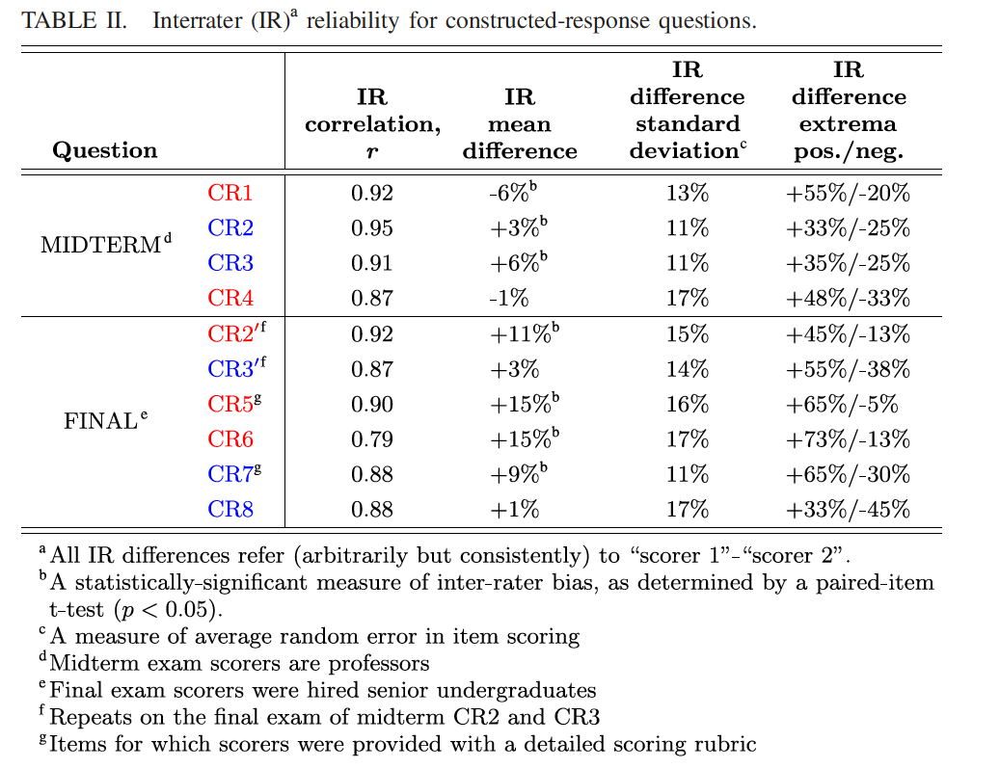 TABLE II. Interrater (IR)ᵃ reliability for constructed-response questions.
Question IR correlation, r IR mean difference IR difference standard deviationᶜ IR difference extrema pos./neg.
MIDTERMᵈ
CR1 0.92 -6%ᵇ 13% +55%/-20%
CR2 0.95 +3%ᵇ 11% +33%/-25%
CR3 0.91 +6%ᵇ 11% +35%/-25%
CR4 0.87 -1% 17% +48%/-33%
FINALᵉ
CR2′ᶠ 0.92 +11%ᵇ 15% +45%/-13%
CR3′ᶠ 0.87 +3% 14% +55%/-38%
CR5ᵍ 0.90 +15%ᵇ 16% +65%/-5%
CR6 0.79 +15%ᵇ 17% +73%/-13%
CR7ᵍ 0.88 +9%ᵇ 11% +65%/-30%
CR8 0.88 +1% 17% +33%/-45%
ᵃ All IR differences refer (arbitrarily but consistently) to “scorer 1”-“scorer 2”.
ᵇ A statistically-significant measure of inter-rater bias, as determined by a paired-item
t-test (p < 0.05).
ᶜ A measure of average random error in item scoring
ᵈ Midterm exam scorers are professors
ᵉ Final exam scorers were hired senior undergraduates
ᶠ Repeats on the final exam of midterm CR2 and CR3
ᵍ Items for which scorers were provided with a detailed scoring rubric